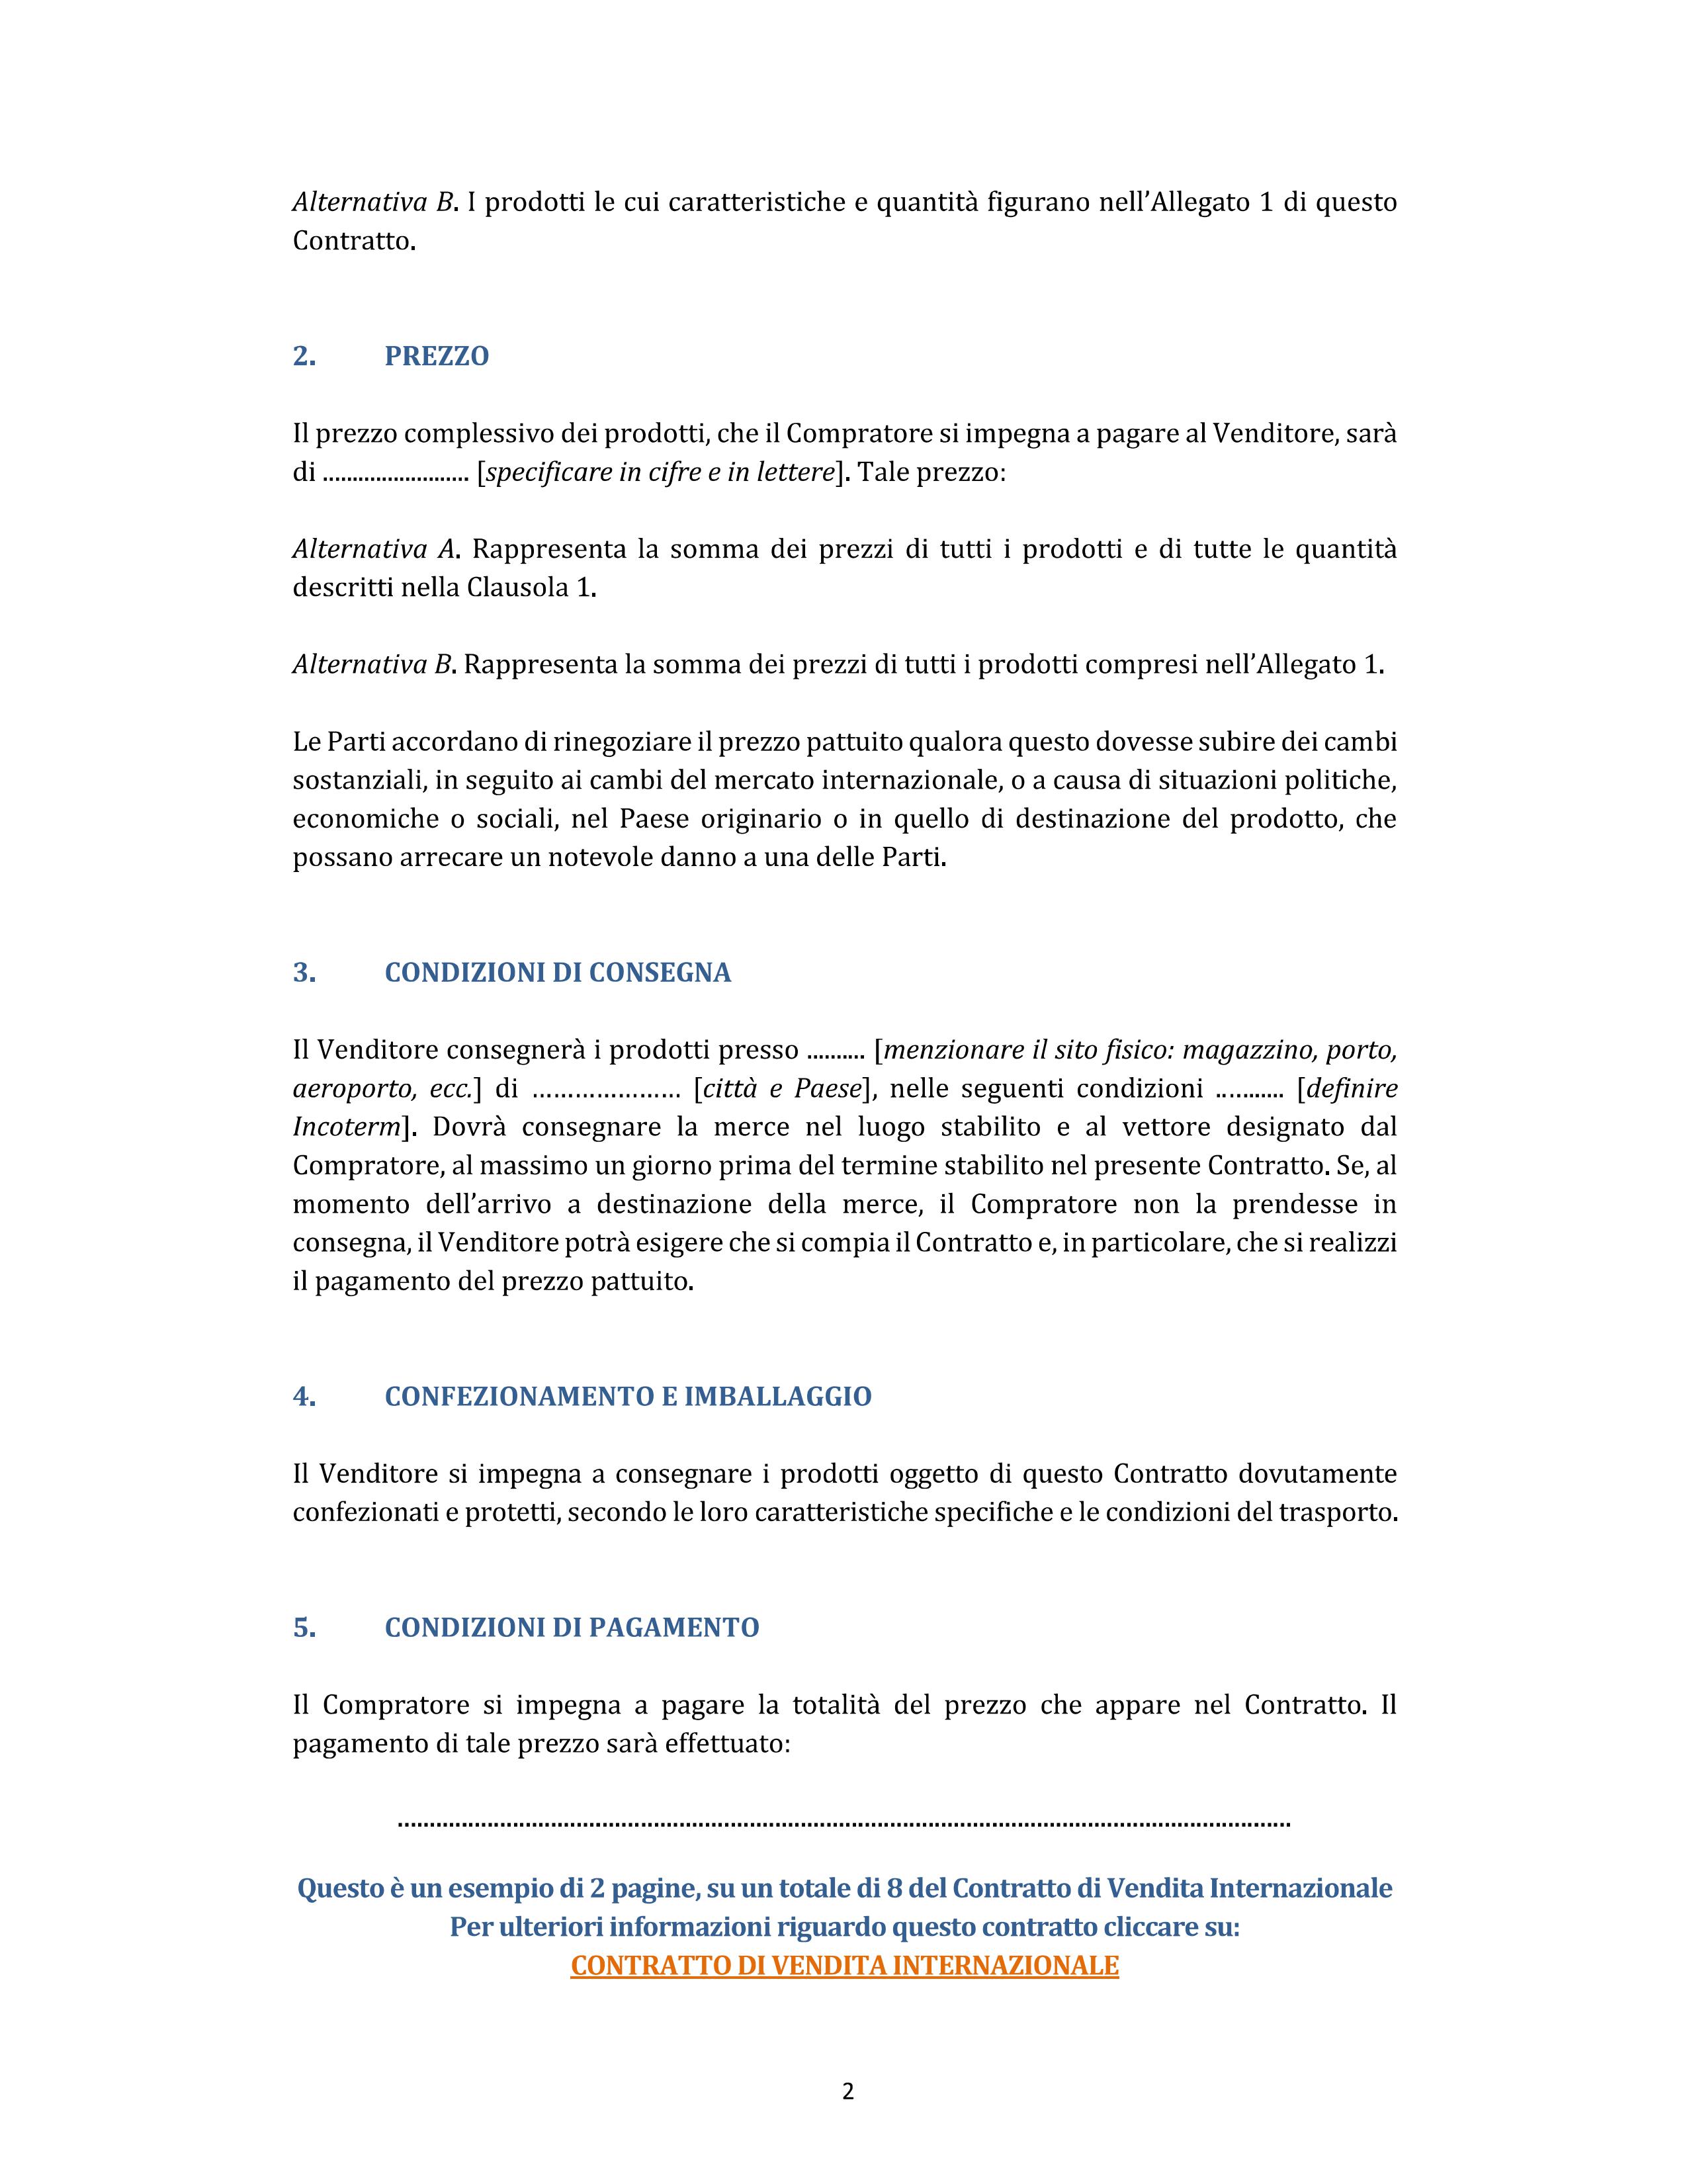 Alternativa B. I prodotti le cui caratteristiche e quantità figurano nell’Allegato 1 di questo
Contratto.
2. PREZZO
Il prezzo complessivo dei prodotti, che il Compratore si impegna a pagare al Venditore, sarà
di ......................... [specificare in cifre e in lettere]. Tale prezzo:
Alternativa A. Rappresenta la somma dei prezzi di tutti i prodotti e di tutte le quantità
descritti nella Clausola 1.
Alternativa B. Rappresenta la somma dei prezzi di tutti i prodotti compresi nell’Allegato 1.
Le Parti accordano di rinegoziare il prezzo pattuito qualora questo dovesse subire dei cambi
sostanziali, in seguito ai cambi del mercato internazionale, o a causa di situazioni politiche,
economiche o sociali, nel Paese originario o in quello di destinazione del prodotto, che
possano arrecare un notevole danno a una delle Parti.
3. CONDIZIONI DI CONSEGNA
Il Venditore consegnerà i prodotti presso .......... [menzionare il sito fisico: magazzino, porto,
aeroporto, ecc.] di ………………… [città e Paese], nelle seguenti condizioni ............ [definire
Incoterm]. Dovrà consegnare la merce nel luogo stabilito e al vettore designato dal
Compratore, al massimo un giorno prima del termine stabilito nel presente Contratto. Se, al
momento dell’arrivo a destinazione della merce, il Compratore non la prendesse in
consegna, il Venditore potrà esigere che si compia il Contratto e, in particolare, che si realizzi
il pagamento del prezzo pattuito.
4. CONFEZIONAMENTO E IMBALLAGGIO
Il Venditore si impegna a consegnare i prodotti oggetto di questo Contratto dovutamente
confezionati e protetti, secondo le loro caratteristiche specifiche e le condizioni del trasporto.
5. CONDIZIONI DI PAGAMENTO
Il Compratore si impegna a pagare la totalità del prezzo che appare nel Contratto. Il
pagamento di tale prezzo sarà effettuato:
............................................................................................................................................
Questo è un esempio di 2 pagine, su un totale di 8 del Contratto di Vendita Internazionale
Per ulteriori informazioni riguardo questo contratto cliccare su:
CONTRATTO DI VENDITA INTERNAZIONALE
2